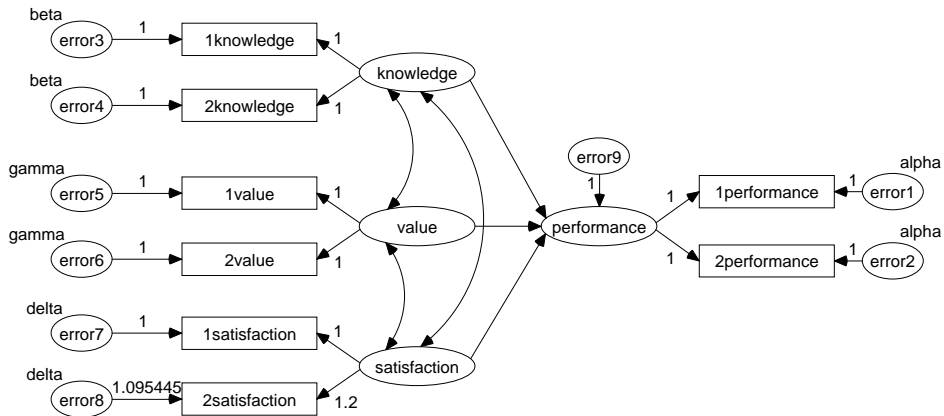 beta
error3
1
1knowledge
1
knowledge
beta
error4
1
2knowledge
1
error9
1
gamma
error5
1
1value
1
value
performance
gamma
error6
1
2value
1
1
1performance
1
alpha
error1
1
2performance
1
alpha
error2
delta
error7
1
1satisfaction
1
satisfaction
delta
error8
1.095445
2satisfaction
1.2